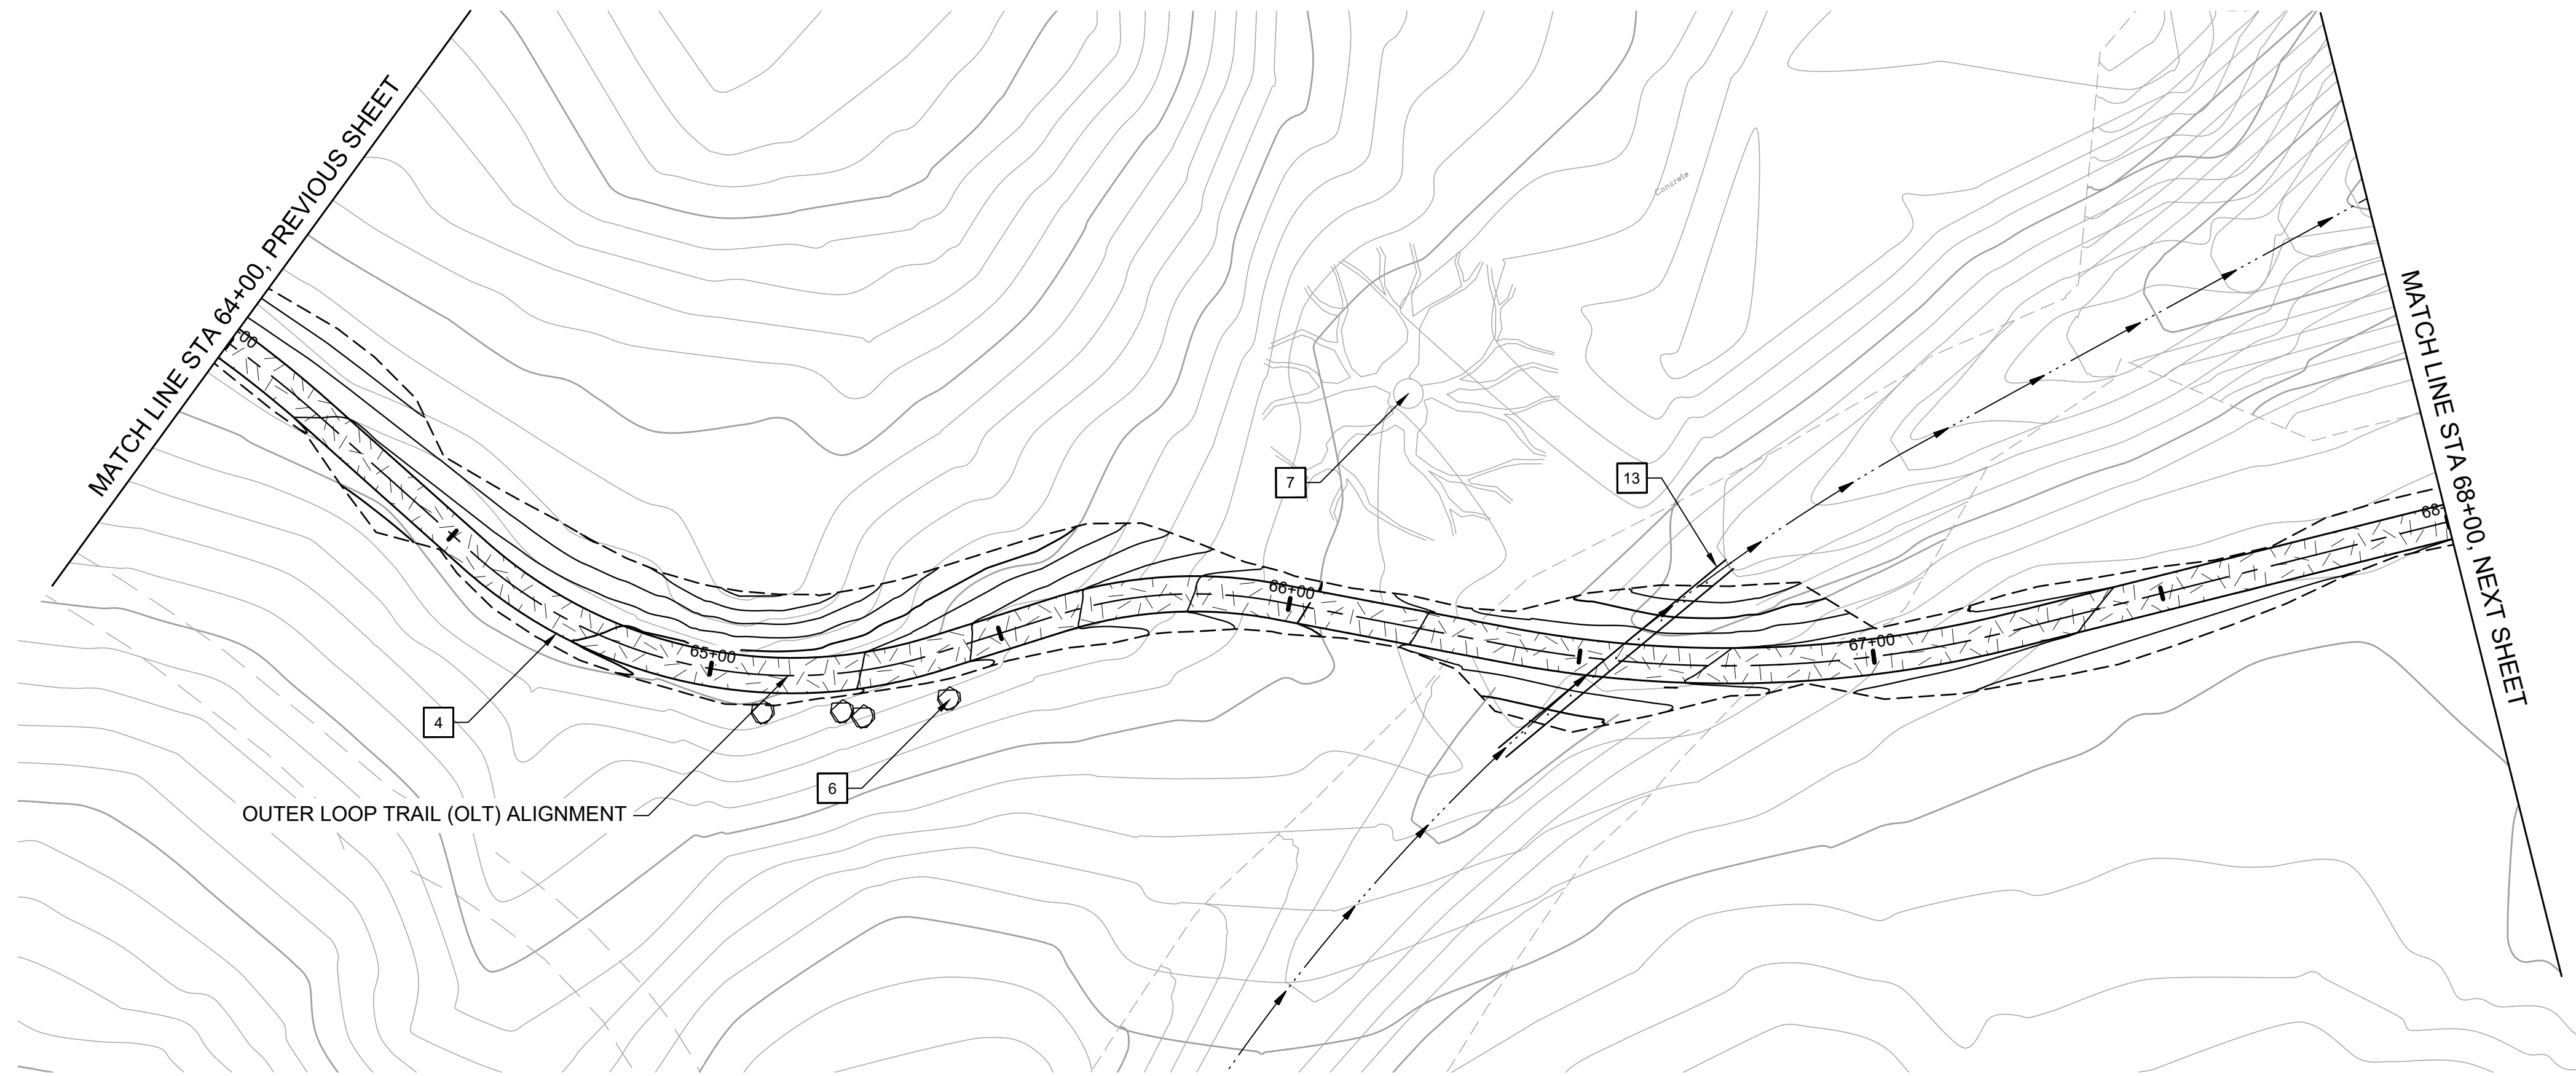 MATCH LINE STA 64+00, PREVIOUS SHEET
Concrete
MATCH LINE STA 68+00, NEXT SHEET
+00
7
13
68+
66+00
65+00
67+00
4
6
OUTER LOOP TRAIL (OLT) ALIGNMENT